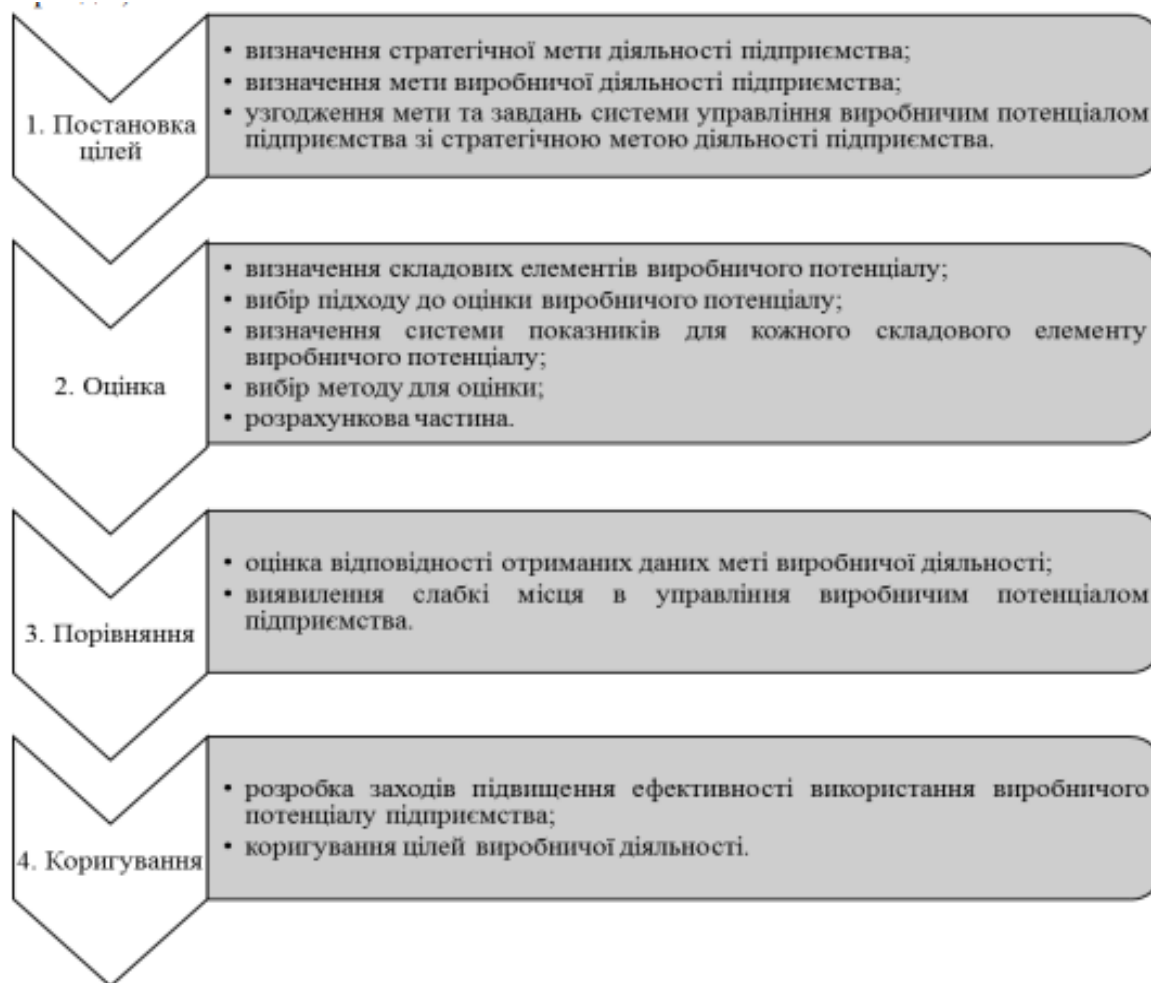 1. Постановка
цілей
• визначення стратегічної мети діяльності підприємства;
• визначення мети виробничої діяльності підприємства;
• узгодження мети та завдань системи управління виробничим потенціалом
підприємства зі стратегічною метою діяльності підприємства.
2. Оцінка
• визначення складових елементів виробничого потенціалу;
• вибір підходу до оцінки виробничого потенціалу;
• визначення системи показників для кожного складового елементу
виробничого потенціалу;
• вибір методу для оцінки;
• розрахункова частина.
3. Порівняння
• оцінка відповідності отриманих даних меті виробничої діяльності;
• виявилення слабкі місця в управління виробничим потенціалом
підприємства.
4. Коригування
• розробка заходів підвищення ефективності використання виробничого
потенціалу підприємства;
• коригування цілей виробничої діяльності.